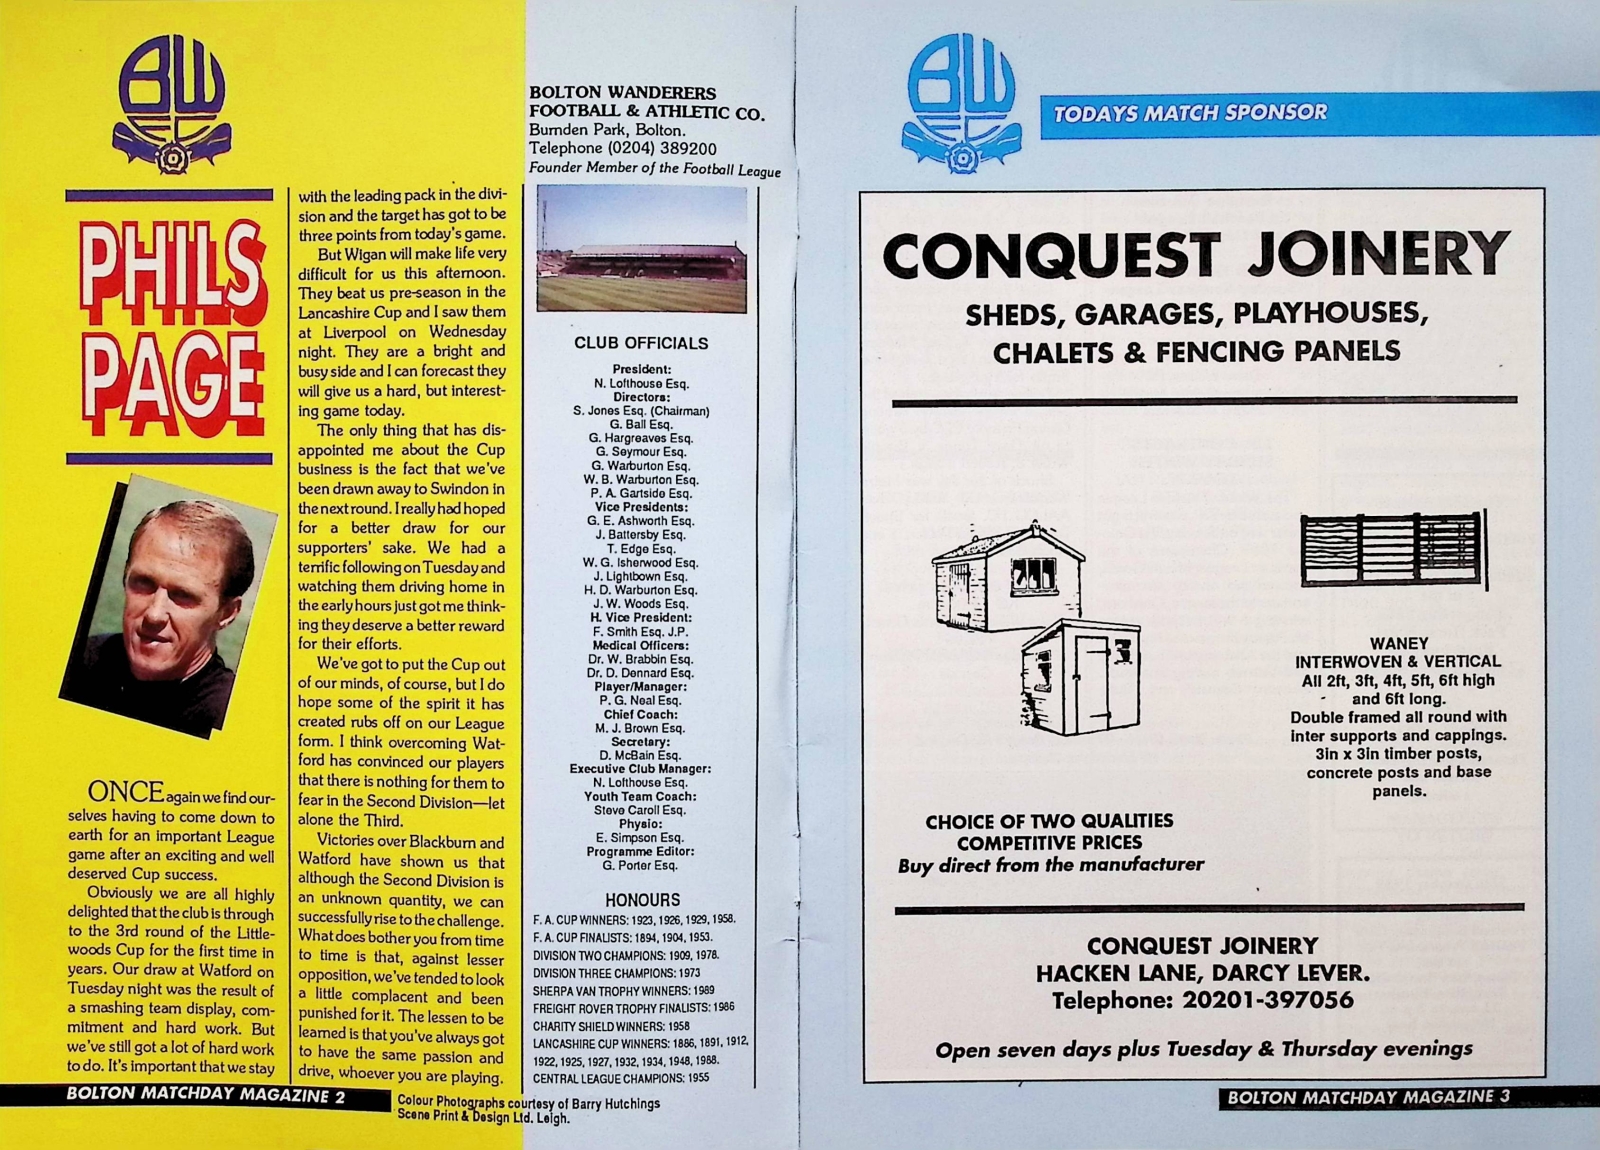 BW
FC
PHILS
PAGE
ONCE again we find our-
selves having to come down to
earth for an important League
game after an exciting and well
deserved Cup success.
Obviously we are all highly
delighted that the club is through
to the 3rd round of the Little-
woods Cup for the first time in
years. Our draw at Watford on
Tuesday night was the result of
a smashing team display, com-
mitment and hard work. But
we've still got a lot of hard work
to do. It's important that we stay
with the leading pack in the divi-
sion and the target has got to be
three points from today's game.
But Wigan will make life very
difficult for us this afternoon.
They beat us pre-season in the
Lancashire Cup and I saw them
at Liverpool on Wednesday
night. They are a bright and
busy side and I can forecast they
will give us a hard, but interest-
ing game today.
The only thing that has dis-
appointed me about the Cup
business is the fact that we've
been drawn away to Swindon in
the next round. I really had hoped
for a better draw for our
supporters' sake. We had a
terrific following on Tuesday and
watching them driving home in
the early hours just got me think-
ing they deserve a better reward
for their efforts.
We've got to put the Cup out
of our minds, of course, but I do
hope some of the spirit it has
created rubs off on our League
form. I think overcoming Wat-
ford has convinced our players
that there is nothing for them to
fear in the Second Division—let
alone the Third.
Victories over Blackburn and
Watford have shown us that
although the Second Division is
an unknown quantity, we can
successfully rise to the challenge.
What does bother you from time
to time is that, against lesser
opposition, we've tended to look
a little complacent and been
punished for it. The lessen to be
learned is that you've always got
to have the same passion and
drive, whoever you are playing.
BOLTON MATCHDAY MAGAZINE 2
Colour Photographs courtesy of Barry Hutchings
Scene Print & Design Ltd. Leigh.
BOLTON WANDERERS
FOOTBALL & ATHLETIC CO.
Burnden Park, Bolton.
Telephone (0204) 389200
Founder Member of the Football League
CLUB OFFICIALS
President:
N. Lofthouse Esq.
Directors:
S. Jones Esq. (Chairman)
G. Ball Esq.
G. Hargreaves Esq.
G. Seymour Esq.
G. Warburton Esq.
W. B. Warburton Esq.
P. A. Gartside Esq.
Vice Presidents:
G. E. Ashworth Esq.
J. Battersby Esq.
T. Edge Esq.
W. G. Isherwood Esq.
J. Lightbown Esq.
H. D. Warburton Esq.
J. W. Woods Esq.
H. Vice President:
F. Smith Esq. J.P.
Medical Officers:
Dr. W. Brabbin Esq.
Dr. D. Dennard Esq.
Player/Manager:
P. G. Neal Esq.
Chief Coach:
M. J. Brown Esq.
Secretary:
D. McBain Esq.
Executive Club Manager:
N. Lofthouse Esq.
Youth Team Coach:
Steve Caroll Esq.
Physio:
E. Simpson Esq.
Programme Editor:
G. Porter Esq.
HONOURS
F. A. CUP WINNERS: 1923, 1926, 1929, 1958.
F. A. CUP FINALISTS: 1894, 1904, 1953.
DIVISION TWO CHAMPIONS: 1909, 1978.
DIVISION THREE CHAMPIONS: 1973
SHERPA VAN TROPHY WINNERS: 1989
FREIGHT ROVER TROPHY FINALISTS: 1986
CHARITY SHIELD WINNERS: 1958
LANCASHIRE CUP WINNERS: 1886, 1891, 1912,
1922, 1925, 1927, 1932, 1934, 1948, 1988.
CENTRAL LEAGUE CHAMPIONS: 1955
BW
FC
TODAYS MATCH SPONSOR
CONQUEST JOINERY
SHEDS, GARAGES, PLAYHOUSES,
CHALETS & FENCING PANELS
WANEY
INTERWOVEN & VERTICAL
All 2ft, 3ft, 4ft, 5ft, 6ft high
and 6ft long.
Double framed all round with
inter supports and cappings.
3in x 3in timber posts,
concrete posts and base
panels.
CHOICE OF TWO QUALITIES
COMPETITIVE PRICES
Buy direct from the manufacturer
CONQUEST JOINERY
HACKEN LANE, DARCY LEVER.
Telephone: 20201-397056
Open seven days plus Tuesday & Thursday evenings
BOLTON MATCHDAY MAGAZINE 3